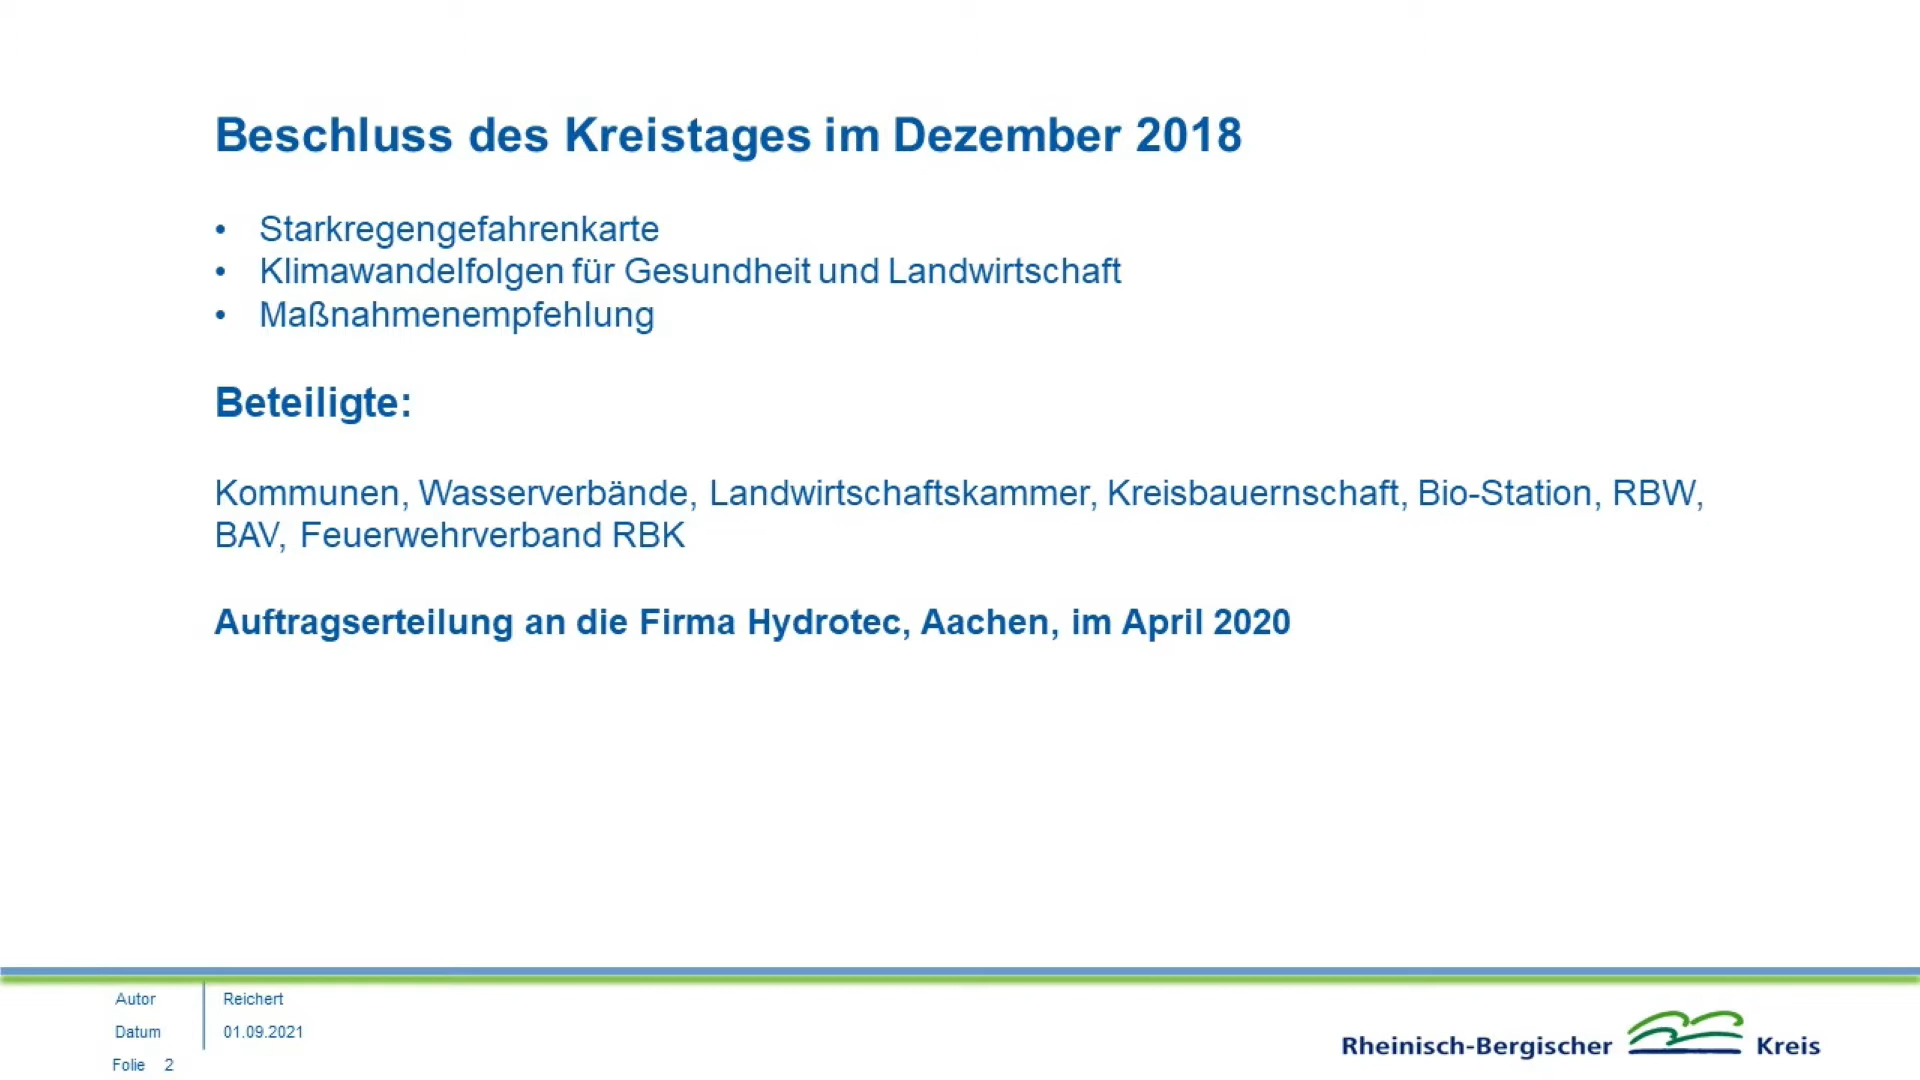 Beschluss des Kreistages im Dezember 2018
• Starkregengefahrenkarte
• Klimawandelfolgen für Gesundheit und Landwirtschaft
• Maßnahmenempfehlung
Beteiligte:
Kommunen, Wasserverbände, Landwirtschaftskammer, Kreisbauernschaft, Bio-Station, RBW,
BAV, Feuerwehrverband RBK
Auftragserteilung an die Firma Hydrotec, Aachen, im April 2020
Autor Reichert
Datum 01.09.2021
Folie 2
Rheinisch-Bergischer Kreis